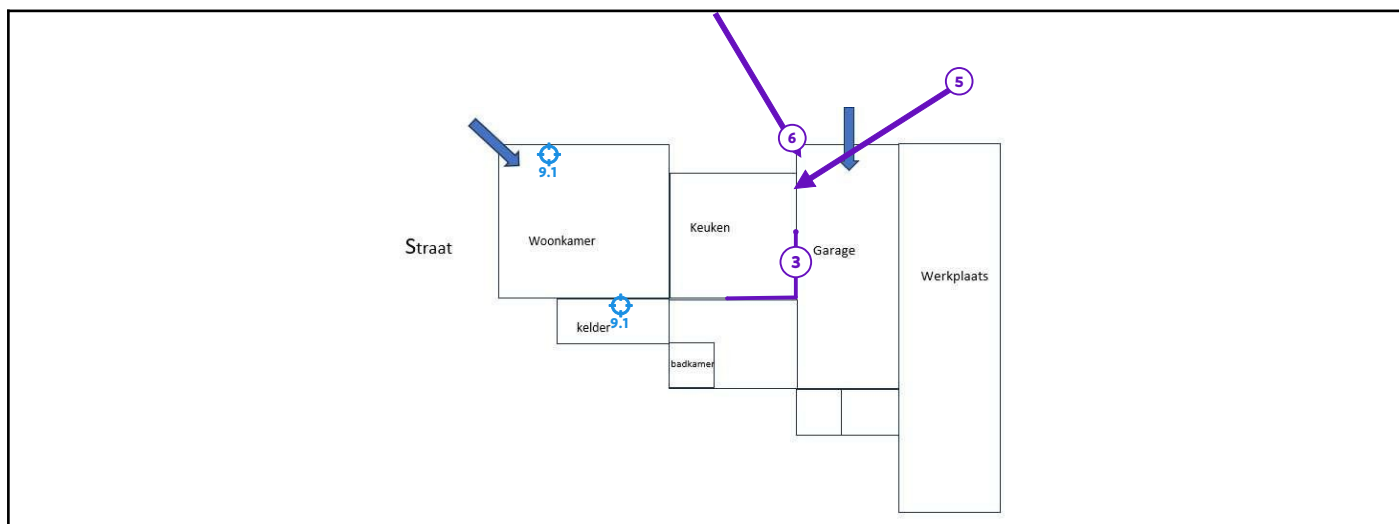 5
6
9.1
Keuken
Straat
Woonkamer
Garage
3
Werkplaats
kelder
9.1
badkamer